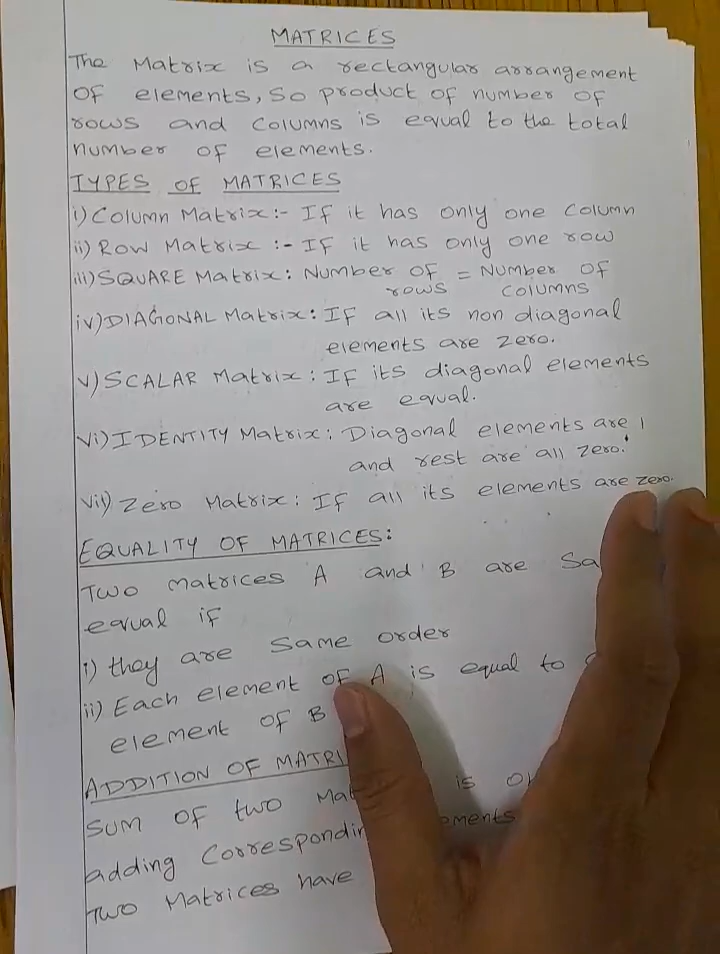 MATRICES
The Matrix is a rectangular arrangement
OF elements, So product of number of
rows and columns is equal to the total
number of elements.
TYPES OF MATRICES
i) Column Matrix:- IF it has only one column
ii) Row Matrix :- IF it has only one row
iii) SQUARE Matrix: Number OF rows = Number OF columns
iv) DIAGONAL Matrix: IF all its non diagonal
elements are zero.
v) SCALAR Matrix: IF its diagonal elements
are equal.
vi) IDENTITY Matrix: Diagonal elements are 1
and rest are all zero.
vii) Zero Matrix: IF all its elements are zero.
EQUALITY OF MATRICES:
Two matrices A and B are
equal if
i) they are same order
ii) Each element OF A is equal to
element OF B
ADDITION OF
SUM OF two is
adding
Two Matrices have